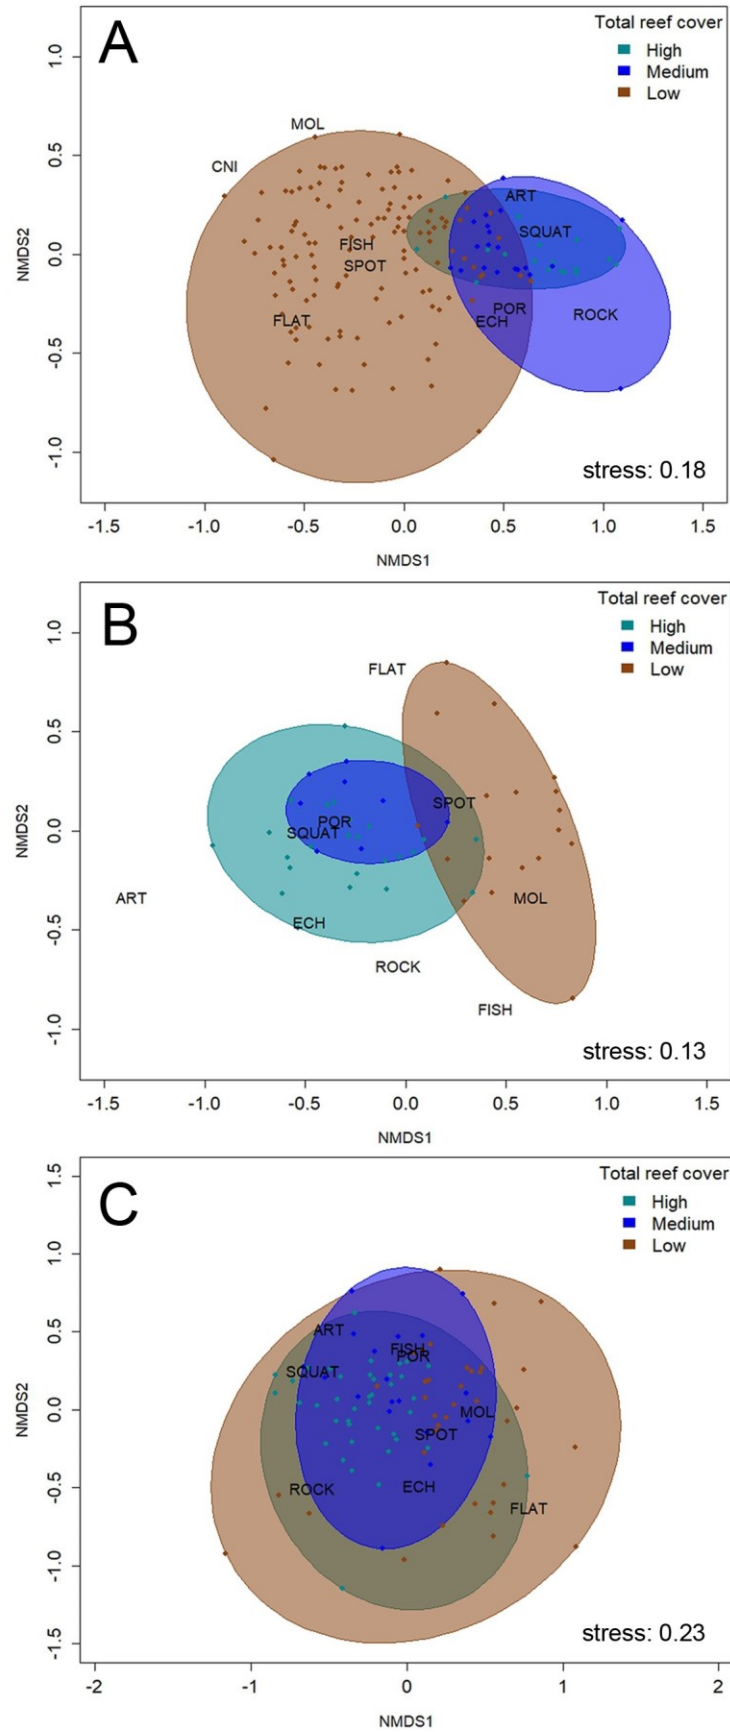 A
Total reef cover
High
Medium
Low
1.0
0.5
0.0
-0.5
-1.0
NMDS2
MOL
CNI
ART
SQUAT
FISH
SPOT
FLAT
POR
ECH
ROCK
stress: 0.18
-1.5 -1.0 -0.5 0.0 0.5 1.0 1.5
NMDS1
B
Total reef cover
High
Medium
Low
1.0
0.5
0.0
-0.5
-1.0
NMDS2
FLAT
SPOT
POR
SQUAT
ART
MOL
ECH
ROCK
FISH
stress: 0.13
-1.5 -1.0 -0.5 0.0 0.5 1.0 1.5
NMDS1
C
Total reef cover
High
Medium
Low
1.5
1.0
0.5
0.0
-0.5
-1.0
-1.5
NMDS2
ART
FISH
POR
SQUAT
MOL
SPOT
ROCK
ECH
FLAT
stress: 0.23
-2 -1 0 1 2
NMDS1